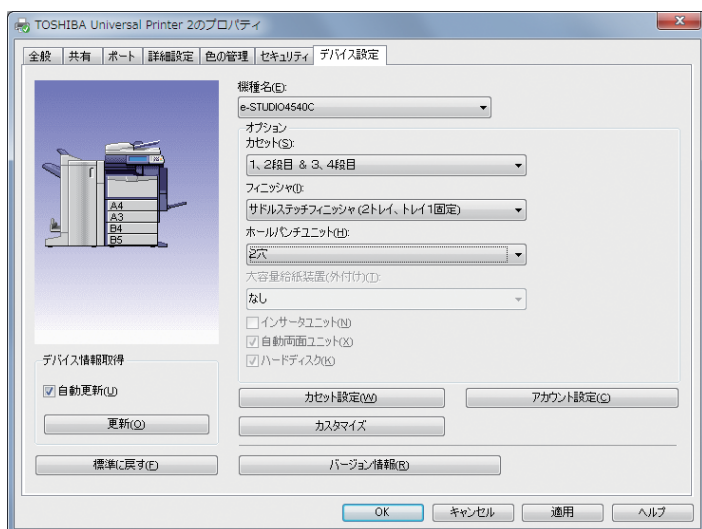 TOSHIBA Universal Printer 2のプロパティ
全般 共有 ポート 詳細設定 色の管理 セキュリティ デバイス設定
機種名(E):
e-STUDIO4540C
オプション
カセット(S):
1、2段目 & 3、4段目
フィニッシャ(I):
サドルステッチフィニッシャ(2トレイ、トレイ1固定)
ホールパンチユニット(H):
2穴
大容量給紙装置(外付け)(T):
なし
インサータユニット(N)
自動両面ユニット(X)
ハードディスク(K)
A4
A3
B4
B5
デバイス情報取得
自動更新(U)
更新(O)
標準に戻す(F)
カセット設定(W) アカウント設定(C)
カスタマイズ
バージョン情報(R)
OK キャンセル 適用 ヘルプ